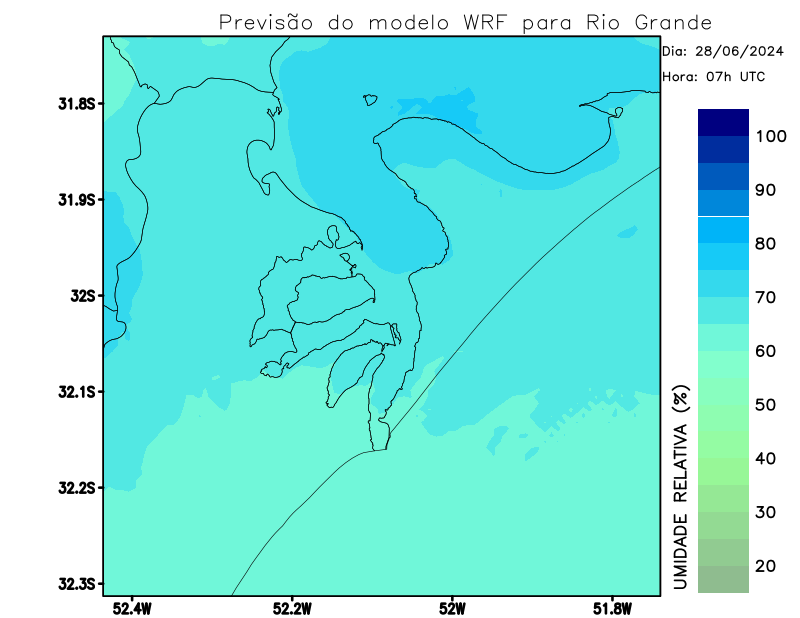 Previsão do modelo WRF para Rio Grande
Dia: 28/06/2024
Hora: 07h UTC
31.8S
31.9S
32S
32.1S
32.2S
32.3S
52.4W
52.2W
52W
51.8W
100
90
80
70
60
50
40
30
20
UMIDADE RELATIVA (%)